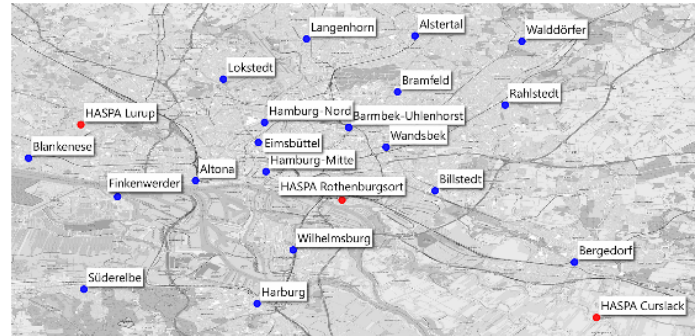 Langenhorn
Alstertal
Walddörfer
Lokstedt
Bramfeld
Rahlstedt
HASPA Lurup
Hamburg-Nord
Barmbek-Uhlenhorst
Blankenese
Eimsbüttel
Wandsbek
Hamburg-Mitte
Finkenwerder
Altona
HASPA Rothenburgsort
Billstedt
Wilhelmsburg
Bergedorf
Süderelbe
Harburg
HASPA Curslack